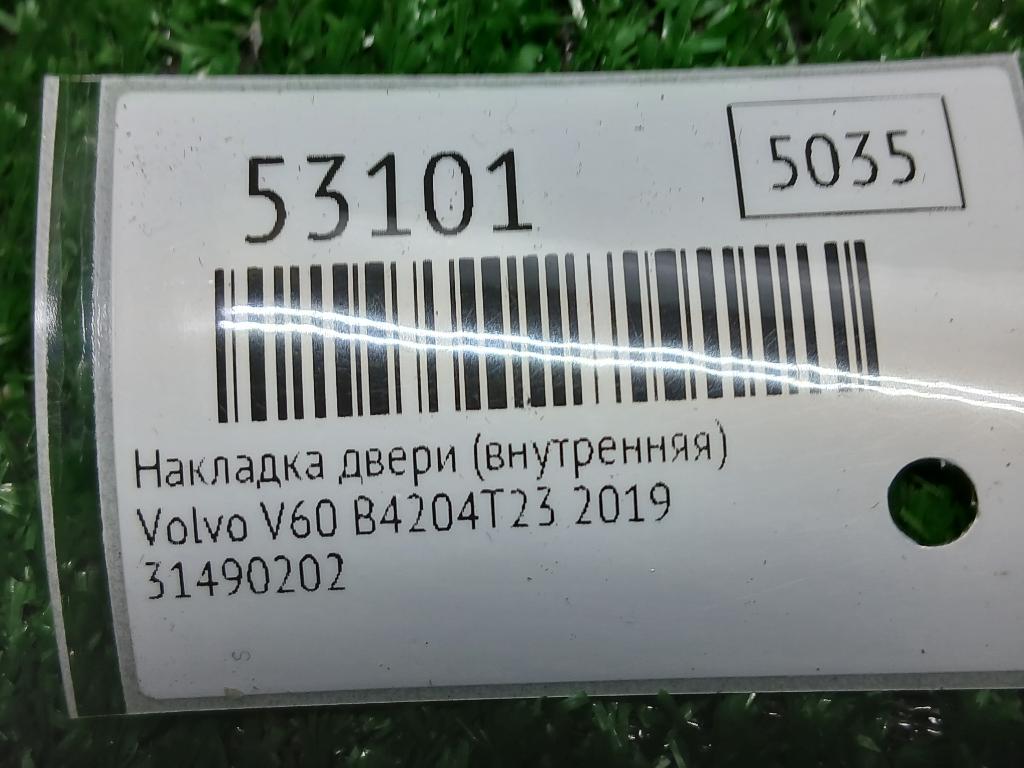 53101
5035
Накладка двери (внутренняя)
Volvo V60 B4204T23 2019
31490202
S